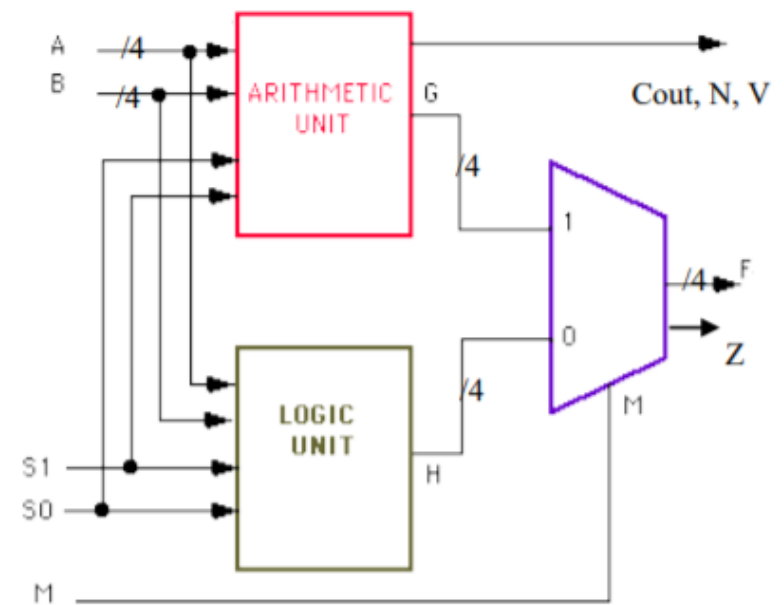 A /4
B /4
ARITHMETIC
UNIT
G
Cout, N, V
/4
1
/4 F
0
Z
LOGIC
UNIT
/4
M
S1
H
S0
M